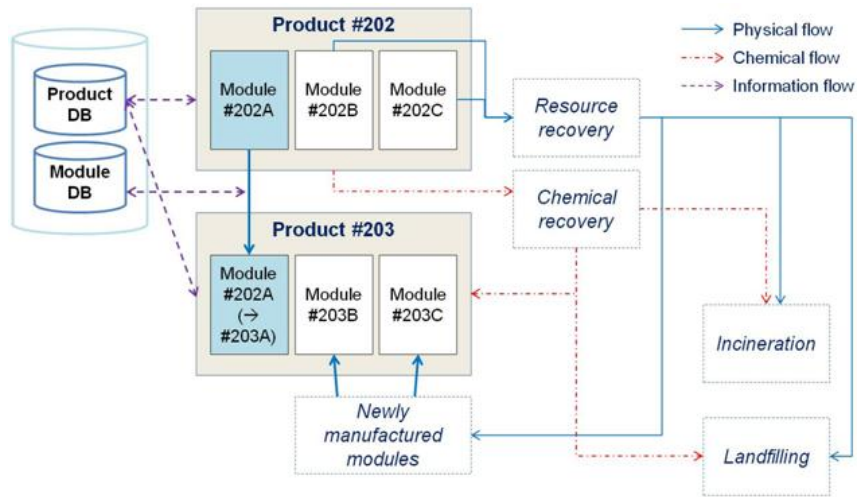 Product #202
Physical flow
Chemical flow
Information flow
Product
DB
Module
DB
Module
#202A
Module
#202B
Module
#202C
Resource
recovery
Chemical
recovery
Product #203
Module
#202A
(→
#203A)
Module
#203B
Module
#203C
Incineration
Newly
manufactured
modules
Landfilling